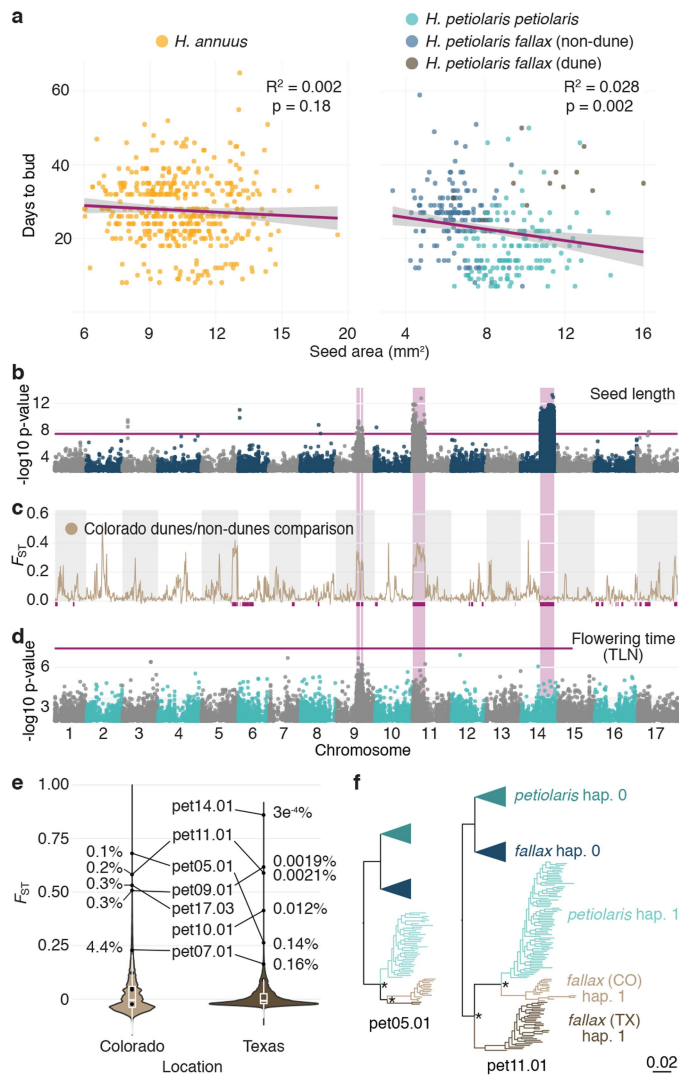 a
H. annuus
H. petiolaris petiolaris
H. petiolaris fallax (non-dune)
H. petiolaris fallax (dune)
R² = 0.002
p = 0.18
R² = 0.028
p = 0.002
Days to bud
60
40
20
6 9 12 15 20
4 8 12 16
Seed area (mm²)
b
Seed length
-log10 p-value
12
8
4
c
Colorado dunes/non-dunes comparison
FST
0.6
0.4
0.2
0.0
d
Flowering time
(TLN)
-log10 p-value
6
3
1 2 3 4 5 6 7 8 9 10 11 12 13 14 15 16 17
Chromosome
e
FST
1.00
0.75
0.50
0.25
0
pet14.01
pet11.01
pet05.01
pet09.01
pet17.03
pet10.01
pet07.01
0.1%
0.2%
0.3%
0.3%
4.4%
3e⁻⁴⁰%
0.0019%
0.0021%
0.012%
0.14%
0.16%
Colorado Texas
Location
f
petiolaris hap. 0
fallax hap. 0
petiolaris hap. 1
fallax (CO)
hap. 1
fallax (TX)
hap. 1
*
*
*
*
pet05.01
pet11.01
0.02